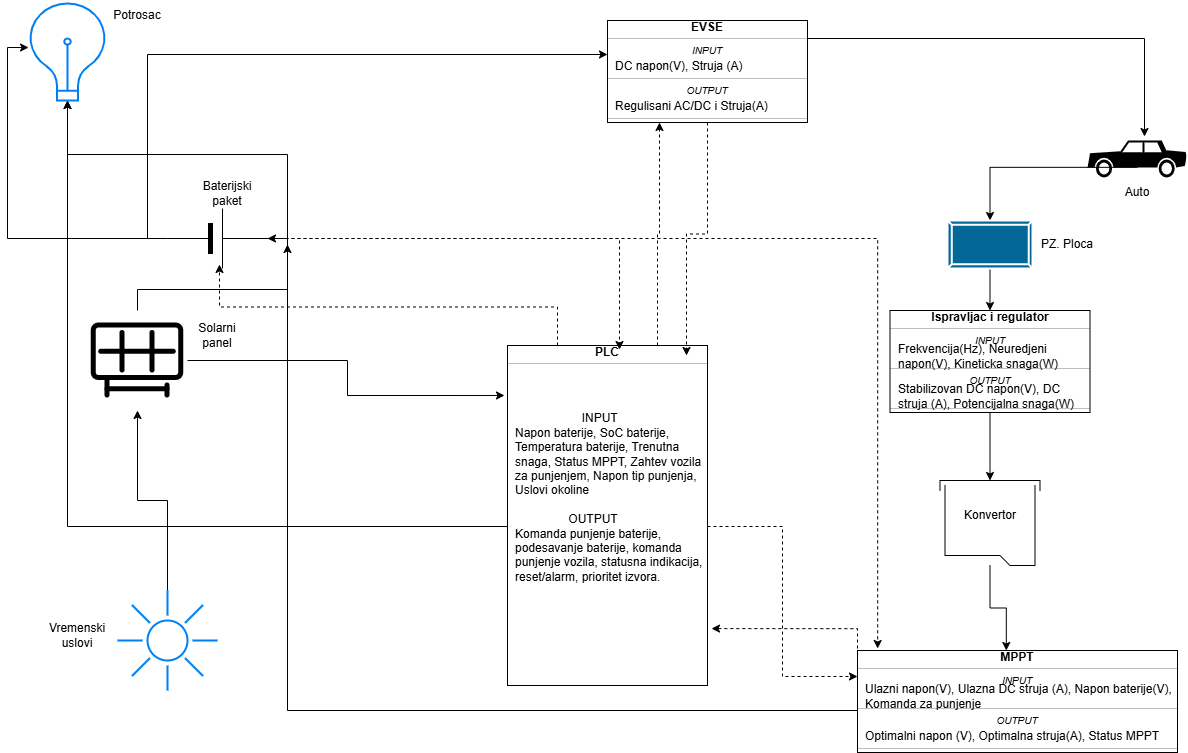 Potrosac
EVSE
INPUT
DC napon(V), Struja (A)
OUTPUT
Regulisani AC/DC i Struja(A)
Baterijski
paket
Auto
PZ. Ploca
Solarni
panel
Ispravljac i regulator
INPUT
Frekvencija(Hz), Neuredjeni
napon(V), Kineticka snaga(W)
OUTPUT
Stabilizovan DC napon(V), DC
struja (A), Potencijalna snaga(W)
PLC
INPUT
Napon baterije, SoC baterije,
Temperatura baterije, Trenutna
snaga, Status MPPT, Zahtev vozila
za punjenjem, Napon tip punjenja,
Uslovi okoline
OUTPUT
Komanda punjenje baterije,
podesavanje baterije, komanda
punjenje vozila, statusna indikacija,
reset/alarm, prioritet izvora.
Konvertor
Vremenski
uslovi
MPPT
INPUT
Ulazni napon(V), Ulazna DC struja (A), Napon baterije(V),
Komanda za punjenje
OUTPUT
Optimalni napon (V), Optimalna struja(A), Status MPPT